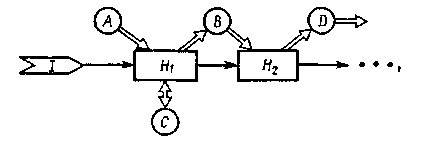 A B D
I H₁ H₂ ...,
C